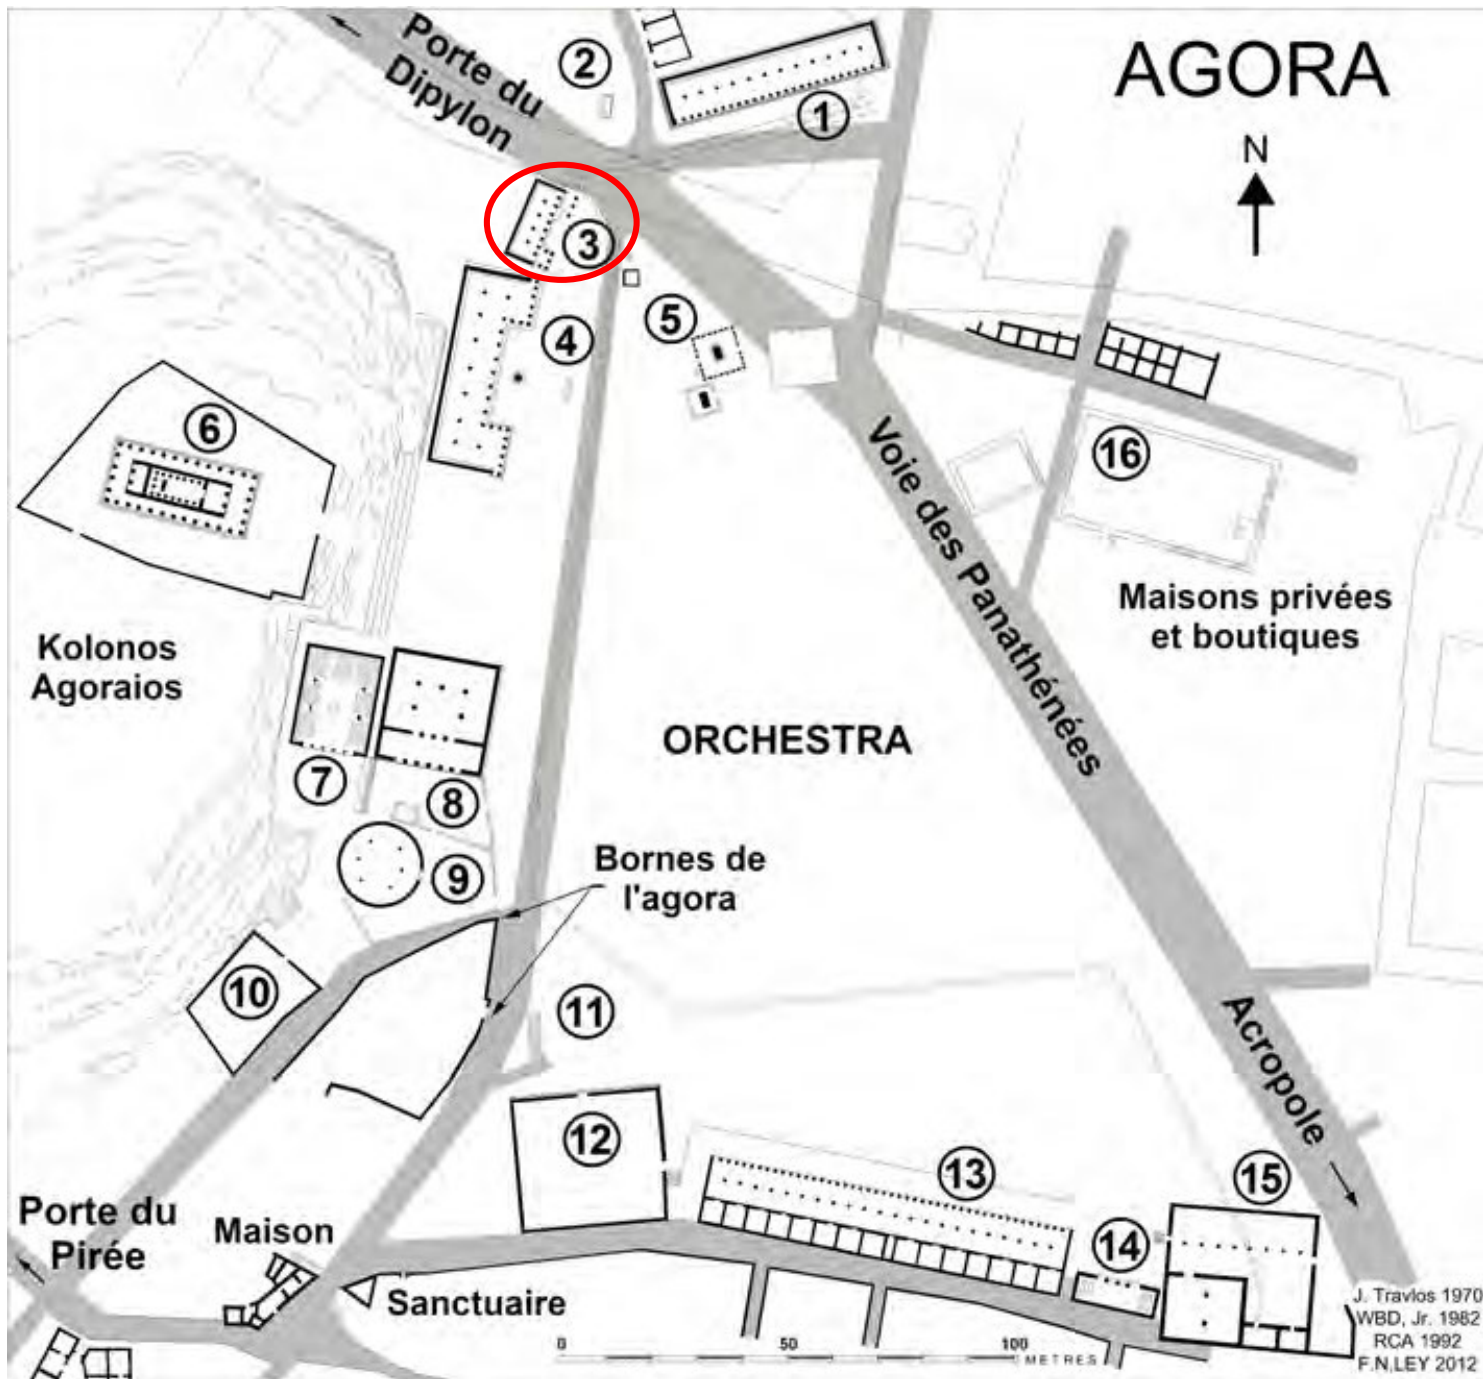 AGORA
N
Porte du
Dipylon
2
1
3
4
5
6
16
Voie des Panathénées
Maisons privées
et boutiques
Kolonos
Agoraios
ORCHESTRA
7
8
9
Bornes de
l'agora
10
11
Acropole
12
13
15
14
Porte du
Pirée
Maison
Sanctuaire
0 50 100
METRES
J. Travlos 1970
WBD, Jr. 1982
RCA 1992
F.N.LEY 2012